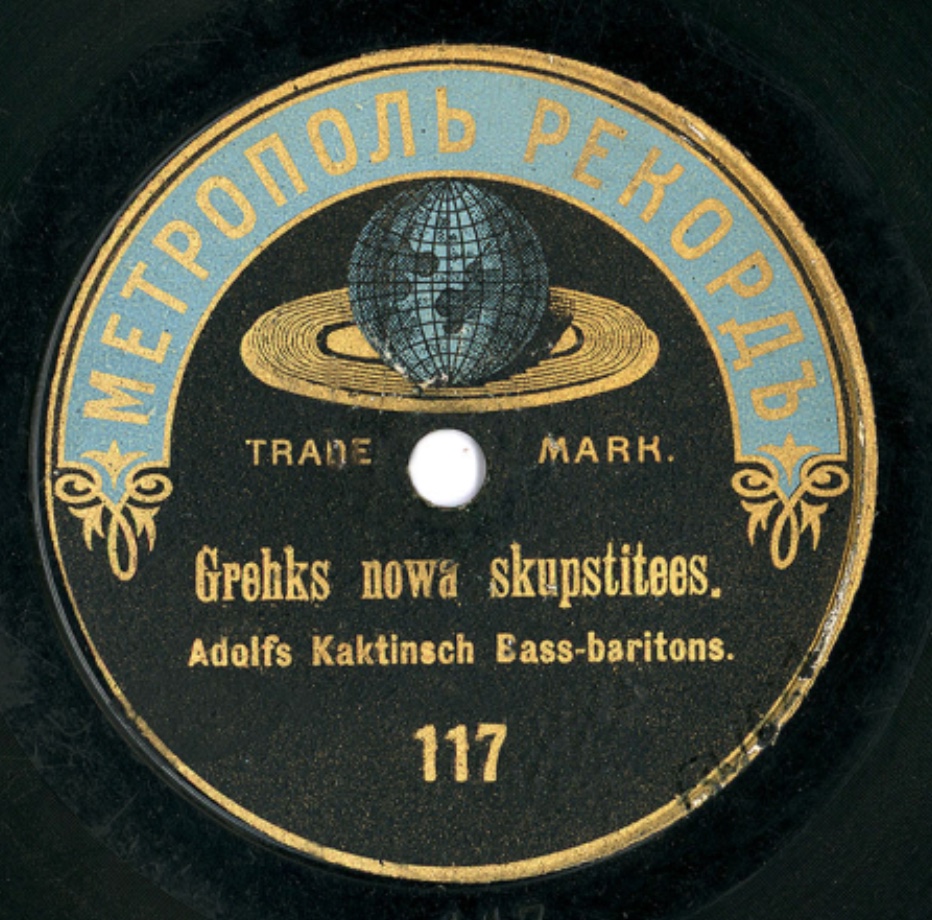 МЕТРОПОЛЬ РЕКОРДЪ
TRADE MARK.
Grehks nowa skupstitees.
Adolfs Kaktinsch Bass-baritons.
117